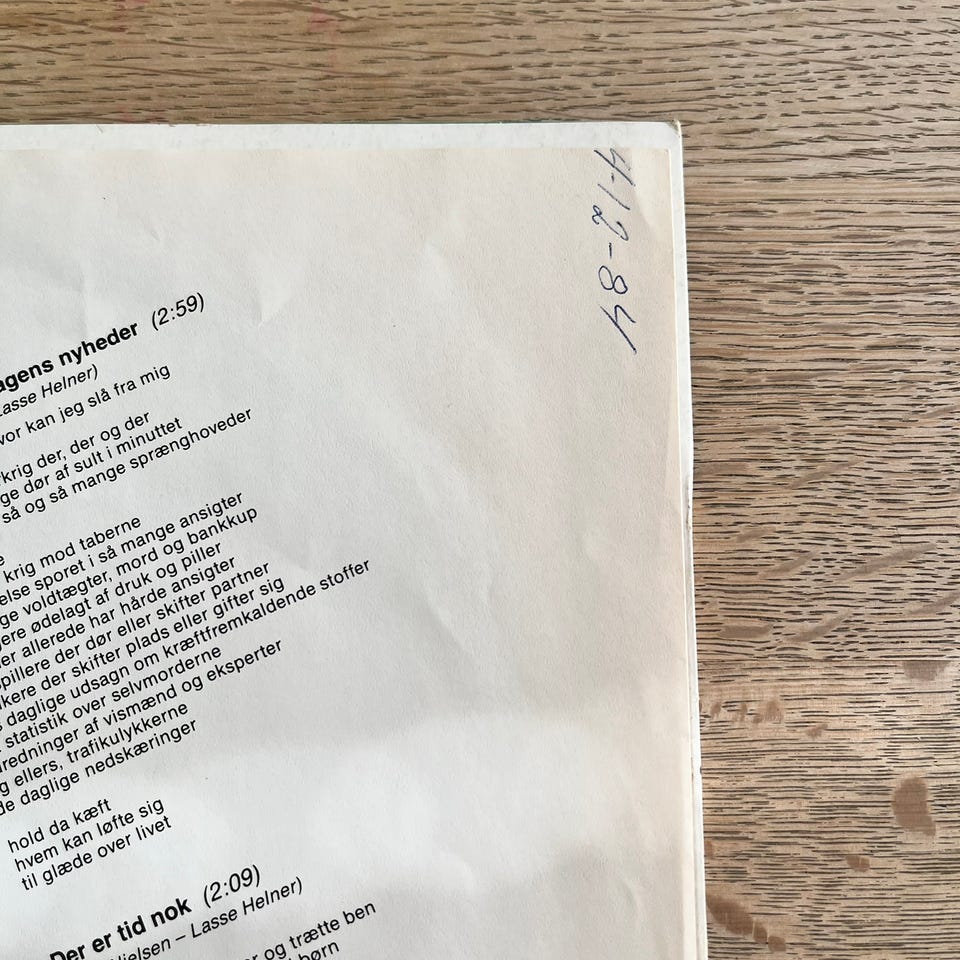 4-12-84
agens nyheder (2:59)
Lasse Helner)
vor kan jeg slå fra mig
krig der, der og der
ge dør af sult i minuttet
så og så mange sprænghoveder
e
krig mod taberne
else sporet i så mange ansigter
ge voldtægter, mord og bankkup
ere ødelagt af druk og piller
er allerede har hårde ansigter
pillere der dør eller skifter partner
kere der skifter plads eller gifter sig
s daglige udsagn om kræftfremkaldende stoffer
statistik over selvmorderne
redninger af vismænd og eksperter
g ellers, trafikulykkerne
de daglige nedskæringer
hold da kæft
hvem kan løfte sig
til glæde over livet
Der er tid nok (2:09)
Nielsen – Lasse Helner)
er og trætte ben
børn